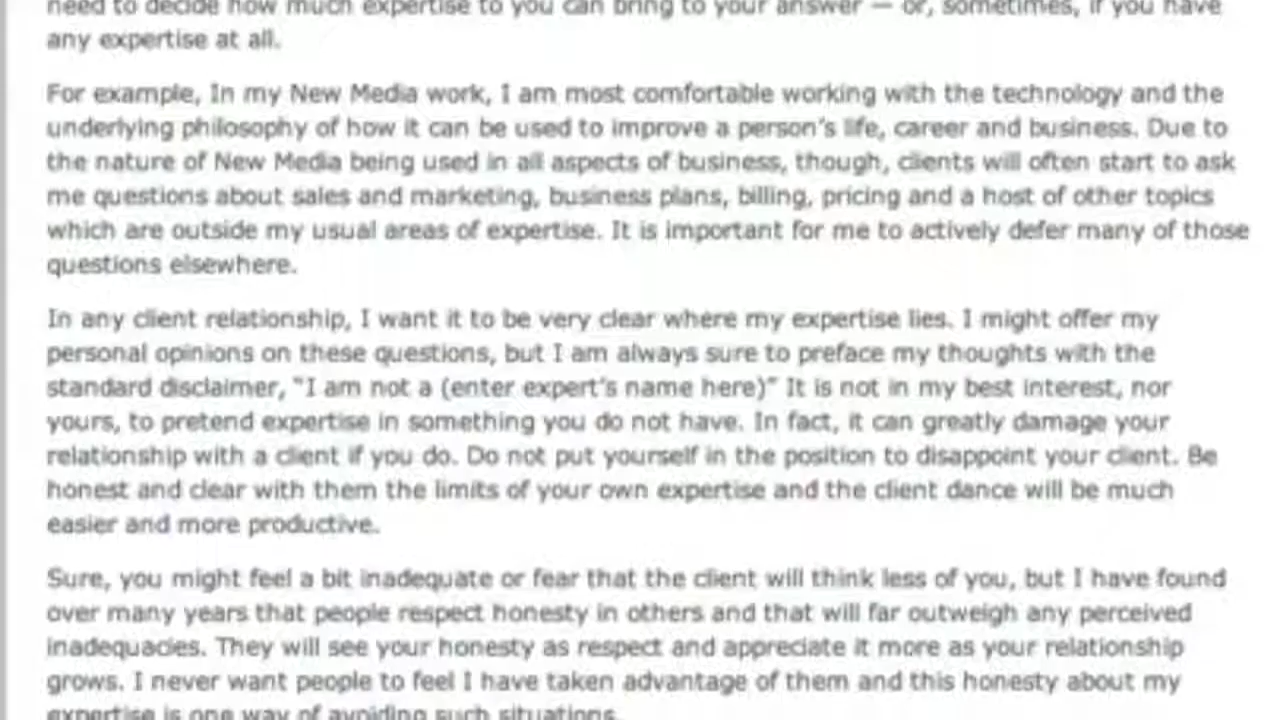 need to decide how much expertise to you can bring to your answer — or, sometimes, if you have
any expertise at all.
For example, In my New Media work, I am most comfortable working with the technology and the
underlying philosophy of how it can be used to improve a person's life, career and business. Due to
the nature of New Media being used in all aspects of business, though, clients will often start to ask
me questions about sales and marketing, business plans, billing, pricing and a host of other topics
which are outside my usual areas of expertise. It is important for me to actively defer many of those
questions elsewhere.
In any client relationship, I want it to be very clear where my expertise lies. I might offer my
personal opinions on these questions, but I am always sure to preface my thoughts with the
standard disclaimer, “I am not a (enter expert's name here)” It is not in my best interest, nor
yours, to pretend expertise in something you do not have. In fact, it can greatly damage your
relationship with a client if you do. Do not put yourself in the position to disappoint your client. Be
honest and clear with them the limits of your own expertise and the client dance will be much
easier and more productive.
Sure, you might feel a bit inadequate or fear that the client will think less of you, but I have found
over many years that people respect honesty in others and that will far outweigh any perceived
inadequacies. They will see your honesty as respect and appreciate it more as your relationship
grows. I never want people to feel I have taken advantage of them and this honesty about my
expertise is one way of avoiding such situations.